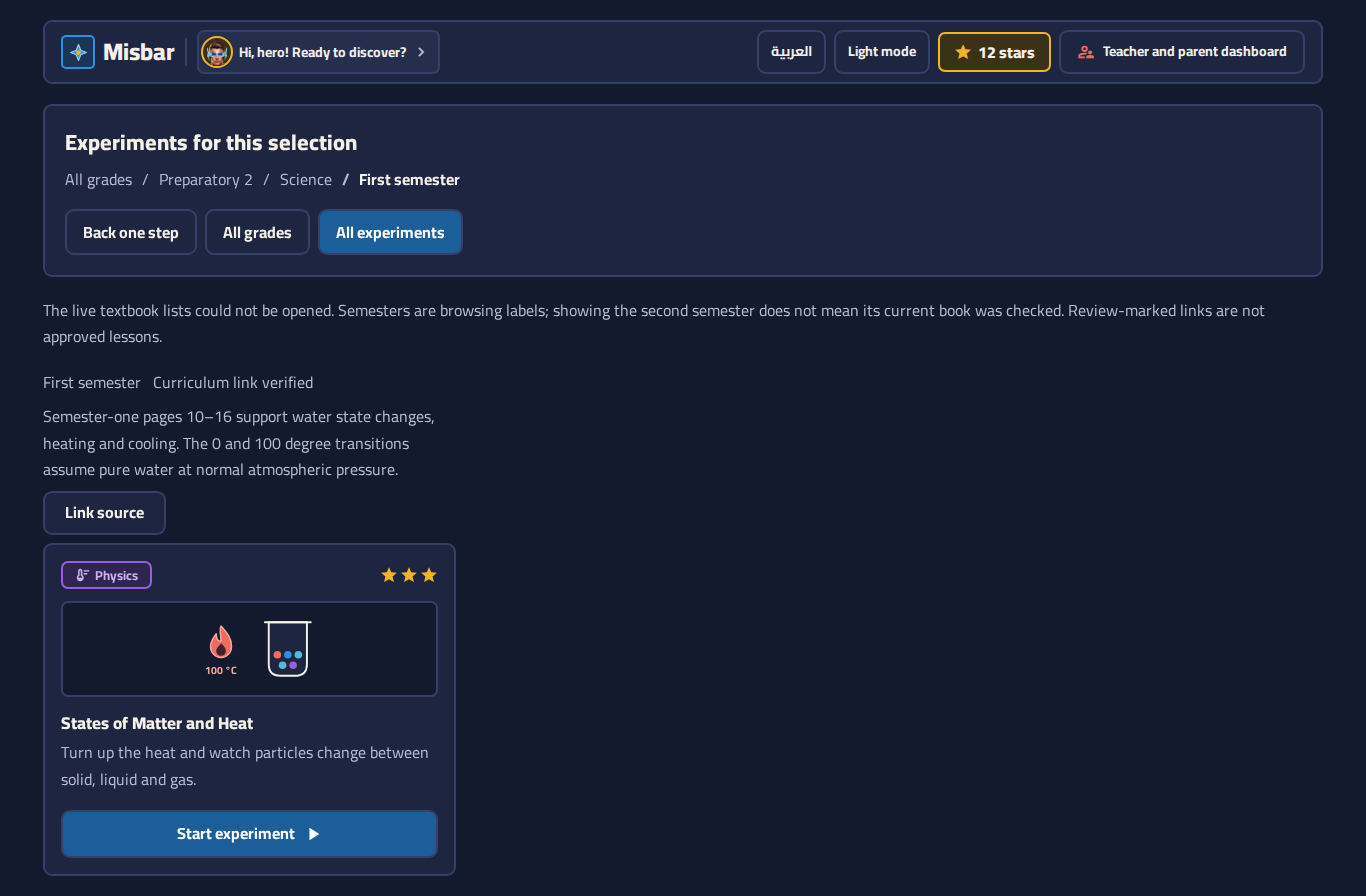 Misbar
Hi, hero! Ready to discover?
العربية
Light mode
12 stars
Teacher and parent dashboard
Experiments for this selection
All grades / Preparatory 2 / Science / First semester
Back one step
All grades
All experiments
The live textbook lists could not be opened. Semesters are browsing labels; showing the second semester does not mean its current book was checked. Review-marked links are not
approved lessons.
First semester Curriculum link verified
Semester-one pages 10–16 support water state changes,
heating and cooling. The 0 and 100 degree transitions
assume pure water at normal atmospheric pressure.
Link source
Physics
100 °C
States of Matter and Heat
Turn up the heat and watch particles change between
solid, liquid and gas.
Start experiment